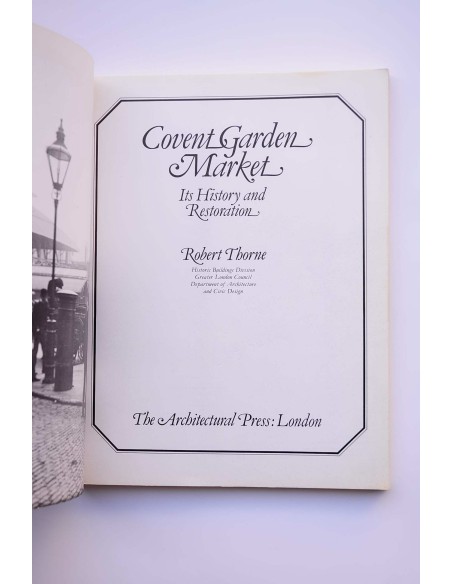 Covent Garden
Market
Its History and
Restoration
Robert Thorne
Historic Buildings Division
Greater London Council
Department of Architecture
and Civic Design
The Architectural Press: London